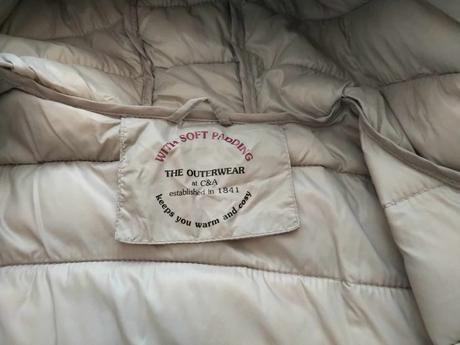 WITH SOFT PADDING
THE OUTERWEAR
at C&A
established in 1841
keeps you warm and cosy